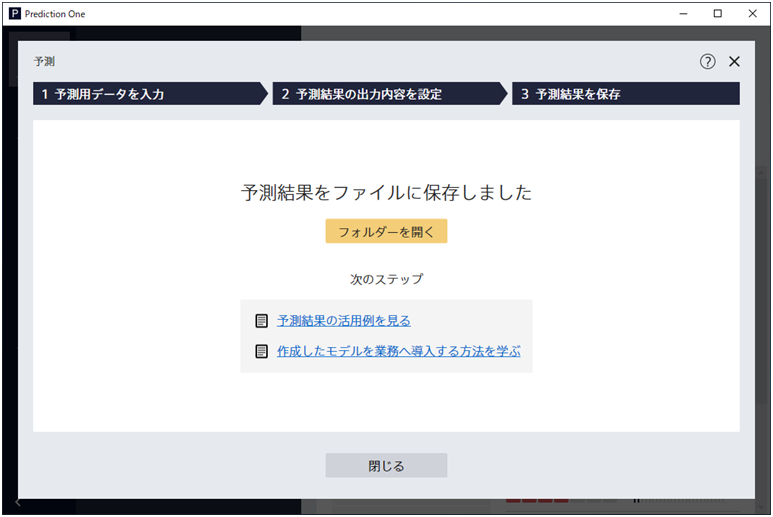 P Prediction One
予測
?
1 予測用データを入力
2 予測結果の出力内容を設定
3 予測結果を保存
予測結果をファイルに保存しました
フォルダーを開く
次のステップ
予測結果の活用例を見る
作成したモデルを業務へ導入する方法を学ぶ
閉じる